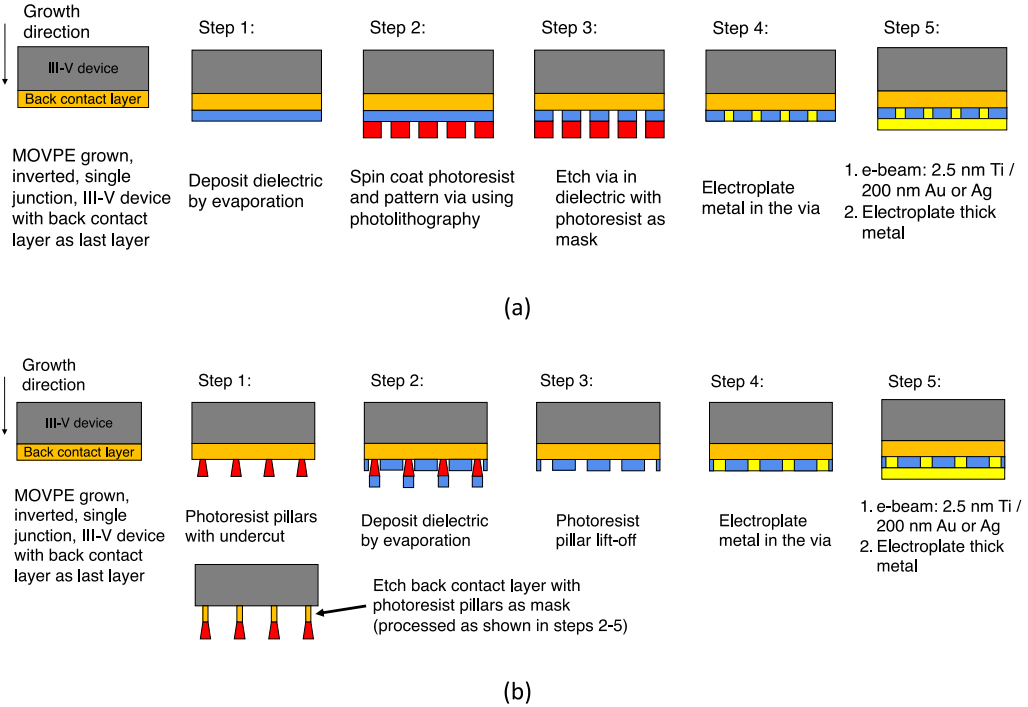 Growth
direction
III-V device
Back contact layer
MOVPE grown,
inverted, single
junction, III-V device
with back contact
layer as last layer
Step 1:
Deposit dielectric
by evaporation
Step 2:
Spin coat photoresist
and pattern via using
photolithography
Step 3:
Etch via in
dielectric with
photoresist as
mask
Step 4:
Electroplate
metal in the via
Step 5:
1. e-beam: 2.5 nm Ti /
200 nm Au or Ag
2. Electroplate thick
metal
(a)
Growth
direction
III-V device
Back contact layer
MOVPE grown,
inverted, single
junction, III-V device
with back contact
layer as last layer
Step 1:
Photoresist pillars
with undercut
Etch back contact layer with
photoresist pillars as mask
(processed as shown in steps 2-5)
Step 2:
Deposit dielectric
by evaporation
Step 3:
Photoresist
pillar lift-off
Step 4:
Electroplate
metal in the via
Step 5:
1. e-beam: 2.5 nm Ti /
200 nm Au or Ag
2. Electroplate thick
metal
(b)